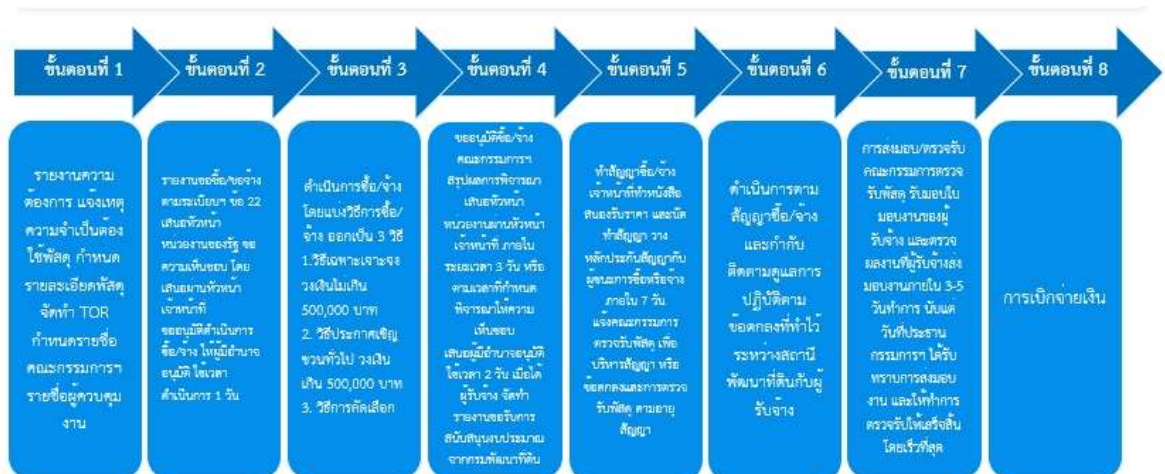 ขั้นตอนที่ 1
ขั้นตอนที่ 2
ขั้นตอนที่ 3
ขั้นตอนที่ 4
ขั้นตอนที่ 5
ขั้นตอนที่ 6
ขั้นตอนที่ 7
ขั้นตอนที่ 8
รายงานความ
ต้องการ แจ้งเหตุ
ความจำเป็นต้อง
ใช้พัสดุ กำหนด
รายละเอียดพัสดุ
จัดทำ TOR
กำหนดรายชื่อ
คณะกรรมการฯ
รายชื่อผู้ควบคุม
งาน
รายงานขอซื้อ/ขอจ้าง
ตามระเบียบฯ ข้อ 22
เสนอหัวหน้า
หน่วยงานของรัฐ ขอ
ความเห็นชอบ โดย
เสนอผ่านหัวหน้า
เจ้าหน้าที่
ขออนุมัติดำเนินการ
ซื้อ/จ้าง ให้ผู้มีอำนาจ
อนุมัติ ใช้เวลา
ดำเนินการ 1 วัน
ดำเนินการซื้อ/จ้าง
โดยแบ่งวิธีการซื้อ/
จ้าง ออกเป็น 3 วิธี
1.วิธีเฉพาะเจาะจง
วงเงินไม่เกิน
500,000 บาท
2. วิธีประกาศเชิญ
ชวนทั่วไป วงเงิน
เกิน 500,000 บาท
3. วิธีการคัดเลือก
ขออนุมัติซื้อ/จ้าง
คณะกรรมการฯ
สรุปผลการพิจารณา
เสนอหัวหน้า
หน่วยงานผ่านหัวหน้า
เจ้าหน้าที่ ภายใน
ระยะเวลา 3 วัน หรือ
ตามเวลาที่กำหนด
พิจารณาให้ความ
เห็นชอบ
เสนอผู้มีอำนาจอนุมัติ
ใช้เวลา 2 วัน เมื่อได้
ผู้รับจ้าง จัดทำ
รายงานขอรับการ
สนับสนุนงบประมาณ
จากกรมพัฒนาที่ดิน
ทำสัญญาซื้อ/จ้าง
เจ้าหน้าที่ทำหนังสือ
สนองรับราคา และนัด
ทำสัญญา วาง
หลักประกันสัญญากับ
ผู้ชนะการซื้อหรือจ้าง
ภายใน 7 วัน
แจ้งคณะกรรมการ
ตรวจรับพัสดุ เพื่อ
บริหารสัญญา หรือ
ข้อตกลงและการตรวจ
รับพัสดุ ตามอายุ
สัญญา
ดำเนินการตาม
สัญญาซื้อ/จ้าง
และกำกับ
ติดตามดูแลการ
ปฏิบัติตาม
ข้อตกลงที่ทำไว้
ระหว่างสถานี
พัฒนาที่ดินกับผู้
รับจ้าง
การส่งมอบ/ตรวจรับ
คณะกรรมการตรวจ
รับพัสดุ รับมอบใบ
มอบงานของผู้
รับจ้าง และตรวจ
ผลงานที่ผู้รับจ้างส่ง
มอบงานภายใน 3-5
วันทำการ นับแต่
วันที่ประธาน
กรรมการฯ ได้รับ
ทราบการส่งมอบ
งาน และให้ทำการ
ตรวจรับให้เสร็จสิ้น
โดยเร็วที่สุด
การเบิกจ่ายเงิน